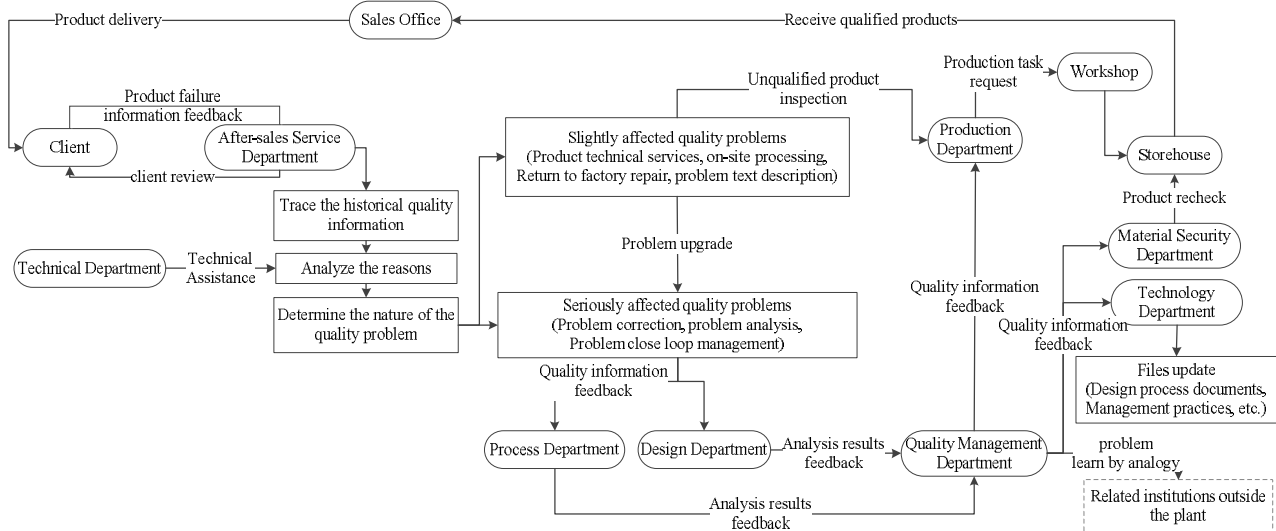 Product delivery
Sales Office
Receive qualified products
Product failure
information feedback
Client
After-sales Service
Department
client review
Trace the historical quality
information
Technical Department
Technical
Assistance
Analyze the reasons
Determine the nature of the
quality problem
Unqualified product
inspection
Slightly affected quality problems
(Product technical services, on-site processing,
Return to factory repair, problem text description)
Problem upgrade
Seriously affected quality problems
(Problem correction, problem analysis,
Problem close loop management)
Quality information
feedback
Process Department
Design Department
Analysis results
feedback
Analysis results
feedback
Quality Management
Department
Quality information
feedback
Production
Department
Production task
request
Workshop
Storehouse
Product recheck
Material Security
Department
Technology
Department
Quality information
feedback
Files update
(Design process documents,
Management practices, etc.)
problem
learn by analogy
Related institutions outside
the plant